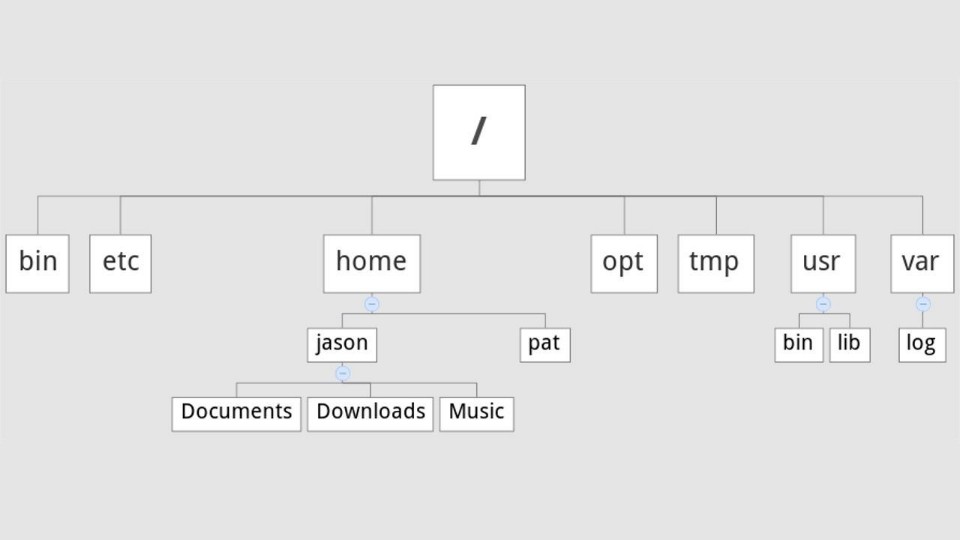 /
bin etc home opt tmp usr var
jason pat bin lib log
Documents Downloads Music